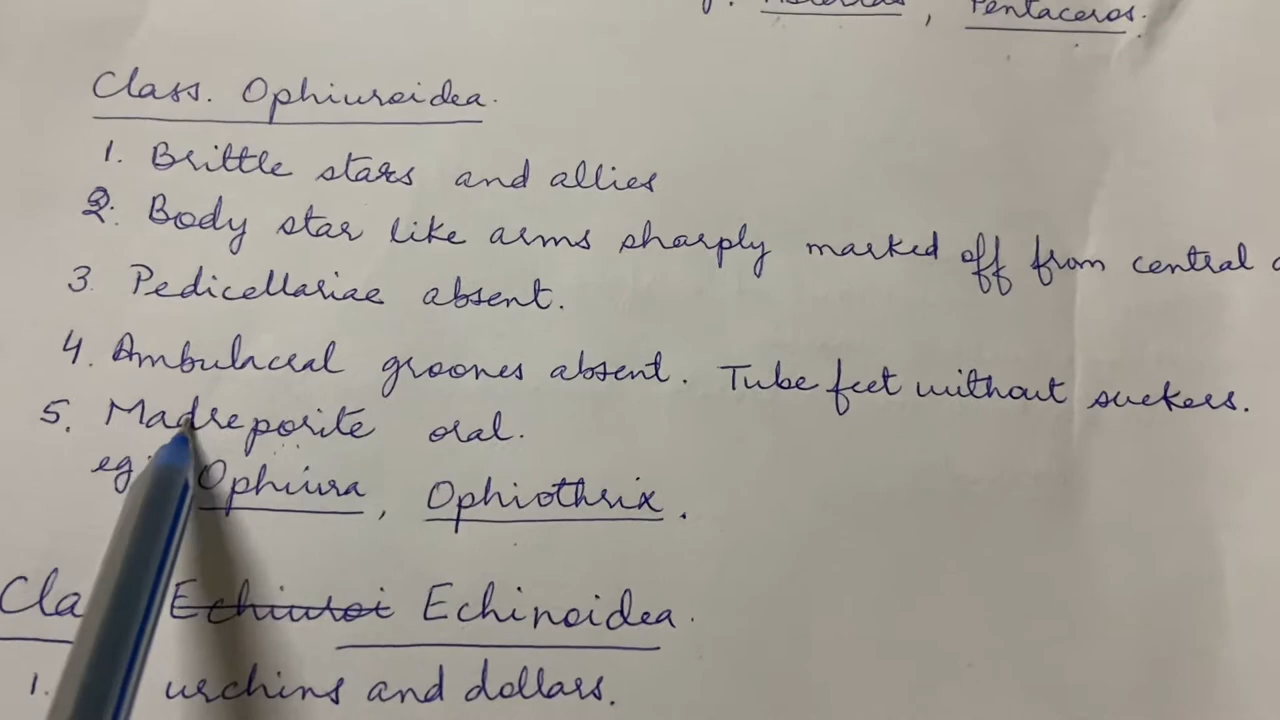 Pentaceros.
Class. Ophiuroidea.
1. Brittle stars and allies
2. Body star like arms sharply marked off from central
3. Pedicellariae absent.
4. Ambulacral grooves absent. Tube feet without suckers.
5. Madreporite oral.
eg. Ophiura, Ophiothrix.
Echinoidea.
1. urchins and dollars.